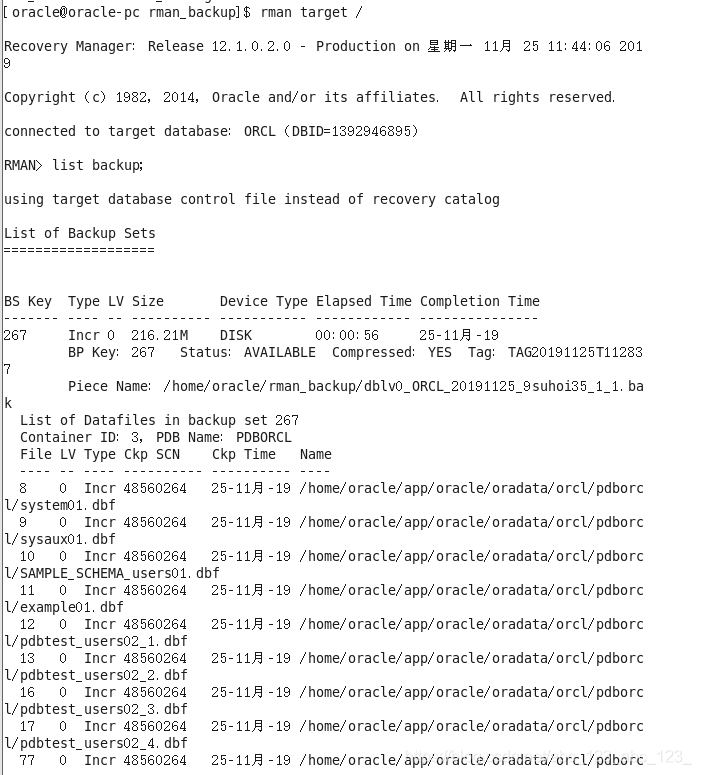 [oracle@oracle-pc rman_backup]$ rman target /
Recovery Manager: Release 12.1.0.2.0 - Production on 星期一 11月 25 11:44:06 201
9
Copyright (c) 1982, 2014, Oracle and/or its affiliates.  All rights reserved.
connected to target database: ORCL (DBID=1392946895)
RMAN> list backup;
using target database control file instead of recovery catalog
List of Backup Sets
===================
BS Key  Type LV Size       Device Type Elapsed Time Completion Time
------- ---- -- ---------- ----------- ------------ ---------------
267     Incr 0  216.21M    DISK        00:00:56     25-11月-19
        BP Key: 267   Status: AVAILABLE  Compressed: YES  Tag: TAG20191125T11283
7
        Piece Name: /home/oracle/rman_backup/dblv0_ORCL_20191125_9suhoi35_1_1.ba
k
  List of Datafiles in backup set 267
  Container ID: 3, PDB Name: PDBORCL
  File LV Type Ckp SCN    Ckp Time   Name
  ---- -- ---- ---------- ---------- ----
  8    0  Incr 48560264   25-11月-19 /home/oracle/app/oracle/oradata/orcl/pdborc
l/system01.dbf
  9    0  Incr 48560264   25-11月-19 /home/oracle/app/oracle/oradata/orcl/pdborc
l/sysaux01.dbf
  10   0  Incr 48560264   25-11月-19 /home/oracle/app/oracle/oradata/orcl/pdborc
l/SAMPLE_SCHEMA_users01.dbf
  11   0  Incr 48560264   25-11月-19 /home/oracle/app/oracle/oradata/orcl/pdborc
l/example01.dbf
  12   0  Incr 48560264   25-11月-19 /home/oracle/app/oracle/oradata/orcl/pdborc
l/pdbtest_users02_1.dbf
  13   0  Incr 48560264   25-11月-19 /home/oracle/app/oracle/oradata/orcl/pdborc
l/pdbtest_users02_2.dbf
  16   0  Incr 48560264   25-11月-19 /home/oracle/app/oracle/oradata/orcl/pdborc
l/pdbtest_users02_3.dbf
  17   0  Incr 48560264   25-11月-19 /home/oracle/app/oracle/oradata/orcl/pdborc
l/pdbtest_users02_4.dbf
  77   0  Incr 48560264   25-11月-19 /home/oracle/app/oracle/oradata/orcl/pdborc